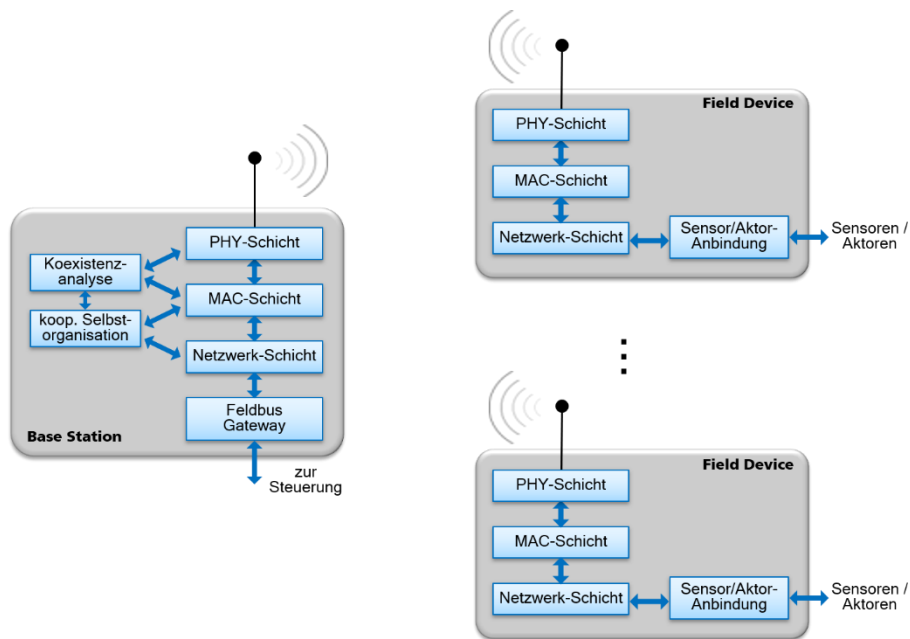 PHY-Schicht
Koexistenz-
analyse
MAC-Schicht
koop. Selbst-
organisation
Netzwerk-Schicht
Feldbus
Gateway
Base Station
zur
Steuerung
Field Device
PHY-Schicht
MAC-Schicht
Netzwerk-Schicht
Sensor/Aktor-
Anbindung
Sensoren /
Aktoren
Field Device
PHY-Schicht
MAC-Schicht
Netzwerk-Schicht
Sensor/Aktor-
Anbindung
Sensoren /
Aktoren